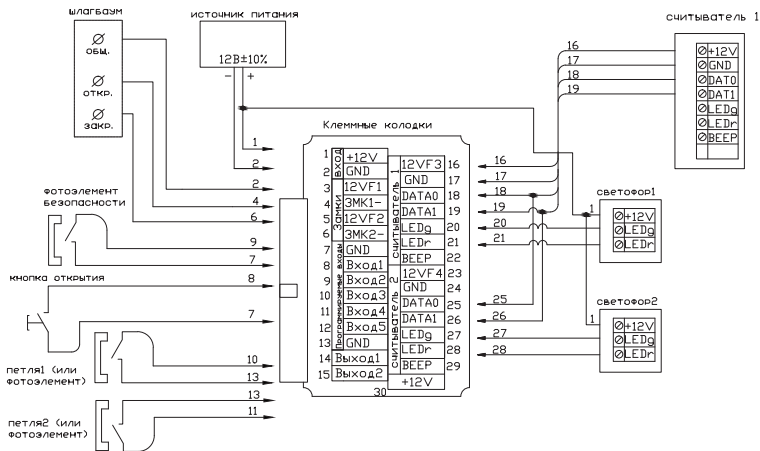 шлагбаум
общ.
откр.
закр.
источник питания
12В±10%
− +
считыватель 1
+12V
GND
DAT0
DAT1
LEDg
LEDr
BEEP
16
17
18
19
Клеммные колодки
1
2
2
4
6
9
7
8
7
10
13
13
11
фотоэлемент
безопасности
кнопка открытия
петля1 (или
фотоэлемент)
петля2 (или
фотоэлемент)
Вход
Замки
Программируемые входы
1 +12V
2 GND
3 12VF1
4 ЗМК1-
5 12VF2
6 ЗМК2-
7 GND
8 Вход1
9 Вход2
10 Вход3
11 Вход4
12 Вход5
13 GND
14 Выход1
15 Выход2
считыватель 1
считыватель 2
12VF3 16
GND 17
DATA0 18
DATA1 19
LEDg 20
LEDr 21
BEEP 22
12VF4 23
GND 24
DATA0 25
DATA1 26
LEDg 27
LEDr 28
BEEP 29
+12V
30
16
17
18
19
20
21
25
26
27
28
светофор1
1
+12V
LEDg
LEDr
светофор2
1
+12V
LEDg
LEDr